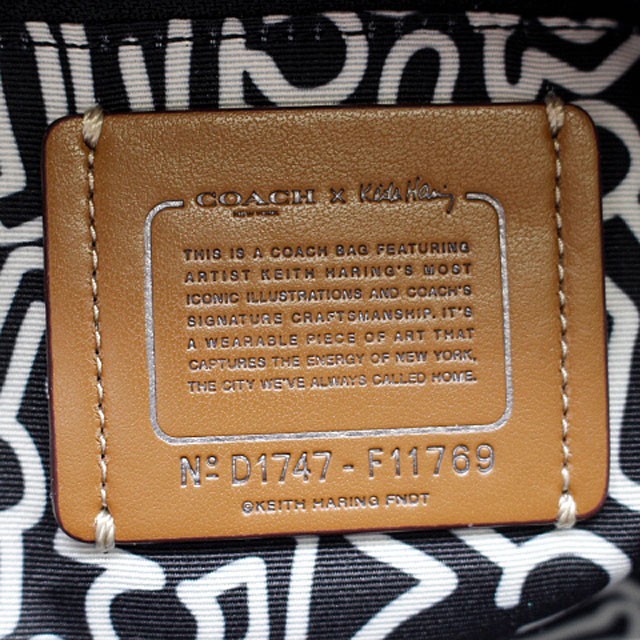 COACH x Keith Haring
NEW YORK
THIS IS A COACH BAG FEATURING
ARTIST KEITH HARING'S MOST
ICONIC ILLUSTRATIONS AND COACH'S
SIGNATURE CRAFTSMANSHIP. IT'S
A WEARABLE PIECE OF ART THAT
CAPTURES THE ENERGY OF NEW YORK,
THE CITY WE'VE ALWAYS CALLED HOME.
Nº D1747 - F11769
©KEITH HARING FNDT